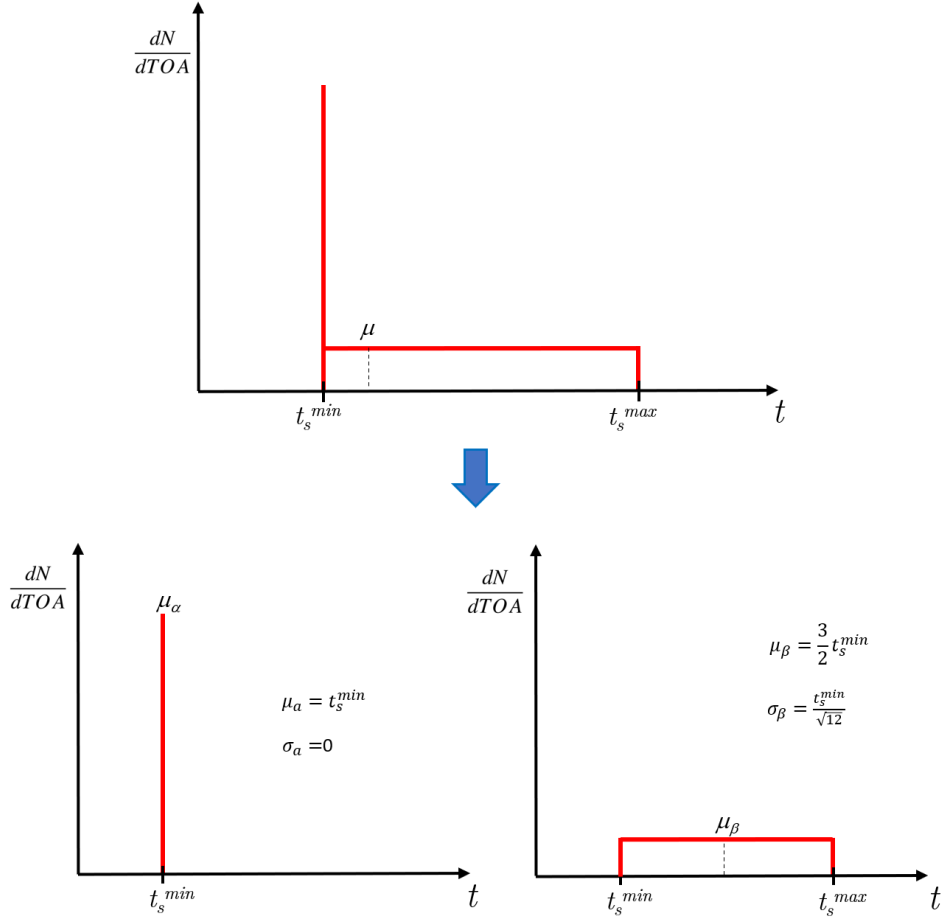 dN
dTOA
μ
t_s^{min}
t_s^{max}
t
dN
dTOA
μ_α
μ_a = t_s^{min}
σ_a =0
t_s^{min}
t
dN
dTOA
μ_β = 3/2 t_s^{min}
σ_β = t_s^{min}/√12
μ_β
t_s^{min}
t_s^{max}
t